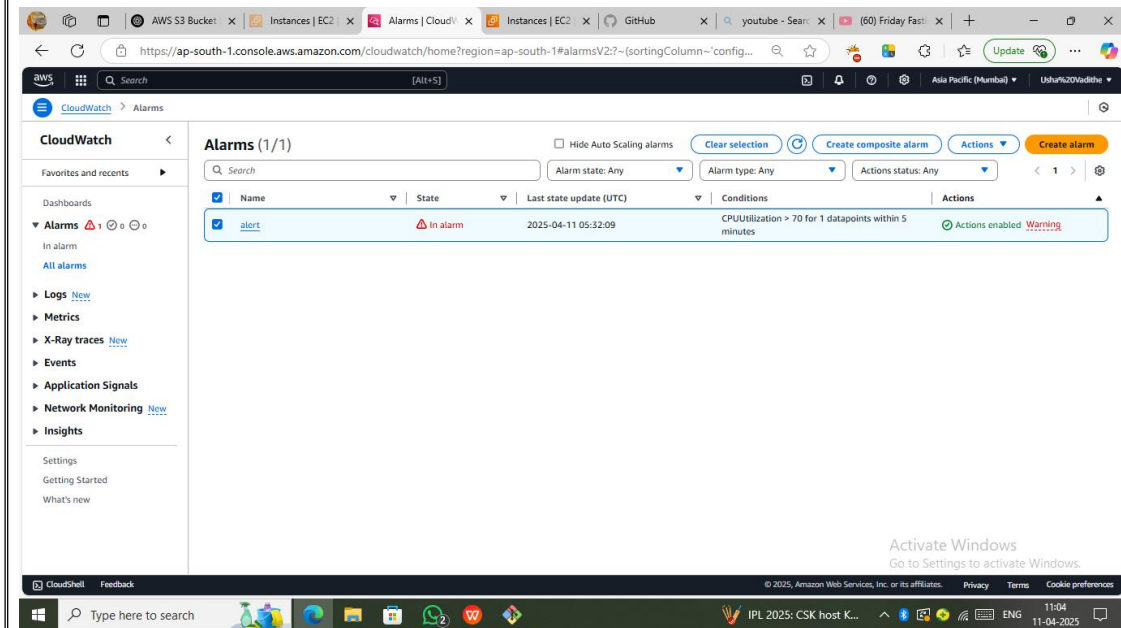 AWS S3 Bucket
Instances | EC2 |
Alarms | CloudW
Instances | EC2 |
GitHub
youtube - Searc
(60) Friday Fasti
https://ap-south-1.console.aws.amazon.com/cloudwatch/home?region=ap-south-1#alarmsV2:?~(sortingColumn~'config...
Update
aws
Search
[Alt+S]
Asia Pacific (Mumbai)
Usha%20Vadithe
CloudWatch > Alarms
CloudWatch
Favorites and recents
Dashboards
Alarms 1 0 0
In alarm
All alarms
Logs New
Metrics
X-Ray traces New
Events
Application Signals
Network Monitoring New
Insights
Settings
Getting Started
What's new
Alarms (1/1)
Hide Auto Scaling alarms
Clear selection
Create composite alarm
Actions
Create alarm
Search
Alarm state: Any
Alarm type: Any
Actions status: Any
< 1 >
Name
State
Last state update (UTC)
Conditions
Actions
alert
In alarm
2025-04-11 05:32:09
CPUUtilization > 70 for 1 datapoints within 5
minutes
Actions enabled Warning
Activate Windows
Go to Settings to activate Windows.
CloudShell
Feedback
© 2025, Amazon Web Services, Inc. or its affiliates.
Privacy
Terms
Cookie preferences
Type here to search
2
IPL 2025: CSK host K...
ENG
11:04
11-04-2025